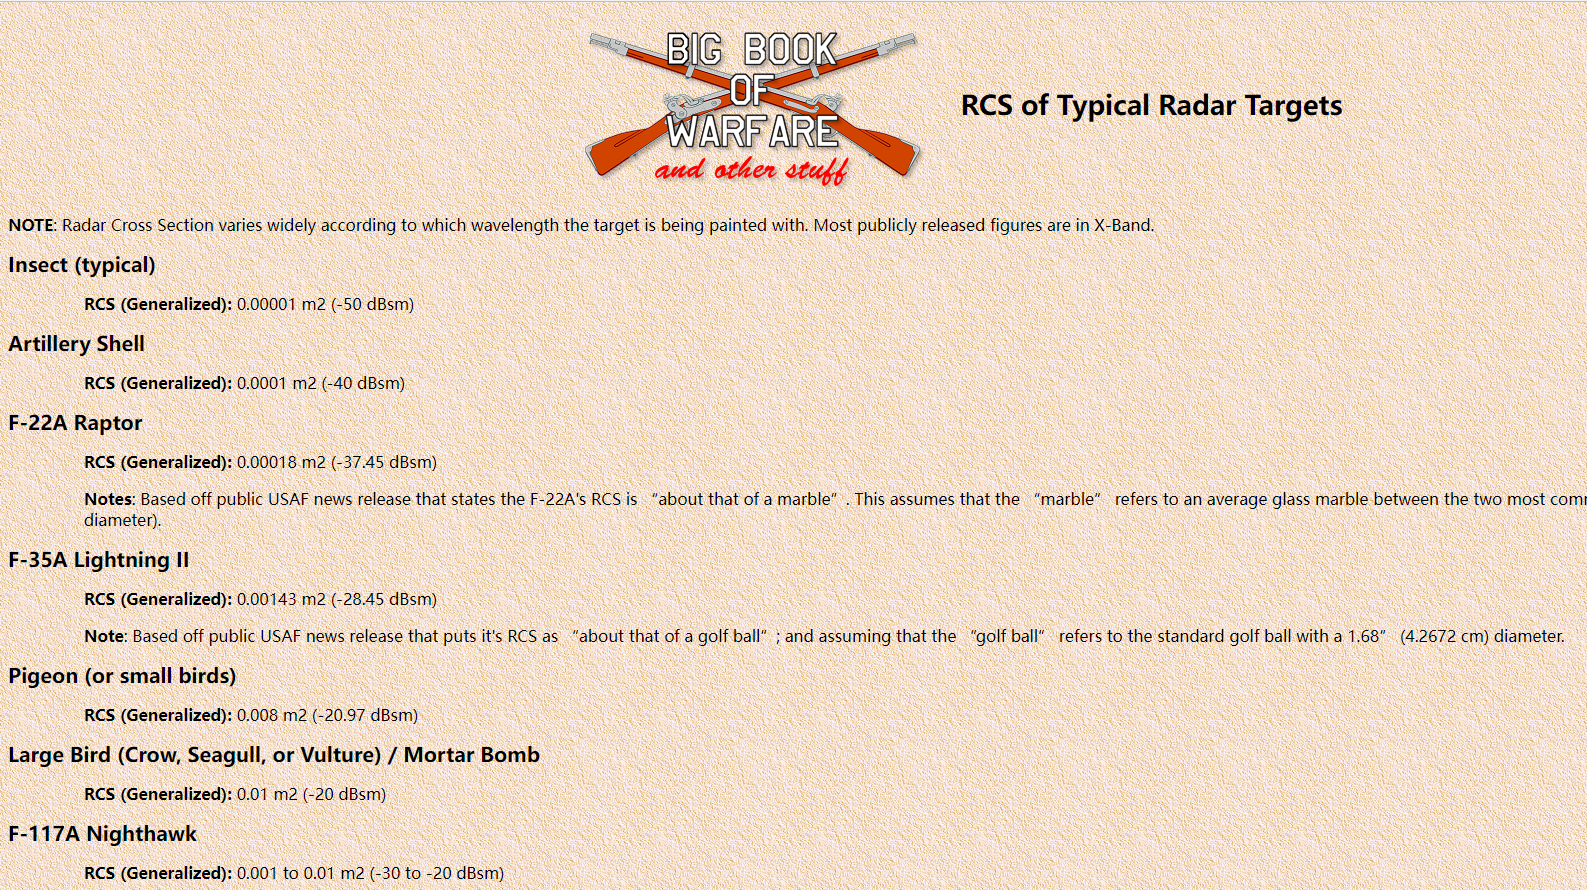 BIG BOOK
OF
WARFARE
and other stuff
RCS of Typical Radar Targets
NOTE: Radar Cross Section varies widely according to which wavelength the target is being painted with. Most publicly released figures are in X-Band.
Insect (typical)
RCS (Generalized): 0.00001 m2 (-50 dBsm)
Artillery Shell
RCS (Generalized): 0.0001 m2 (-40 dBsm)
F-22A Raptor
RCS (Generalized): 0.00018 m2 (-37.45 dBsm)
Notes: Based off public USAF news release that states the F-22A's RCS is “about that of a marble”. This assumes that the “marble” refers to an average glass marble between the two most
diameter).
F-35A Lightning II
RCS (Generalized): 0.00143 m2 (-28.45 dBsm)
Note: Based off public USAF news release that puts it's RCS as “about that of a golf ball”; and assuming that the “golf ball” refers to the standard golf ball with a 1.68” (4.2672 cm) diameter.
Pigeon (or small birds)
RCS (Generalized): 0.008 m2 (-20.97 dBsm)
Large Bird (Crow, Seagull, or Vulture) / Mortar Bomb
RCS (Generalized): 0.01 m2 (-20 dBsm)
F-117A Nighthawk
RCS (Generalized): 0.001 to 0.01 m2 (-30 to -20 dBsm)